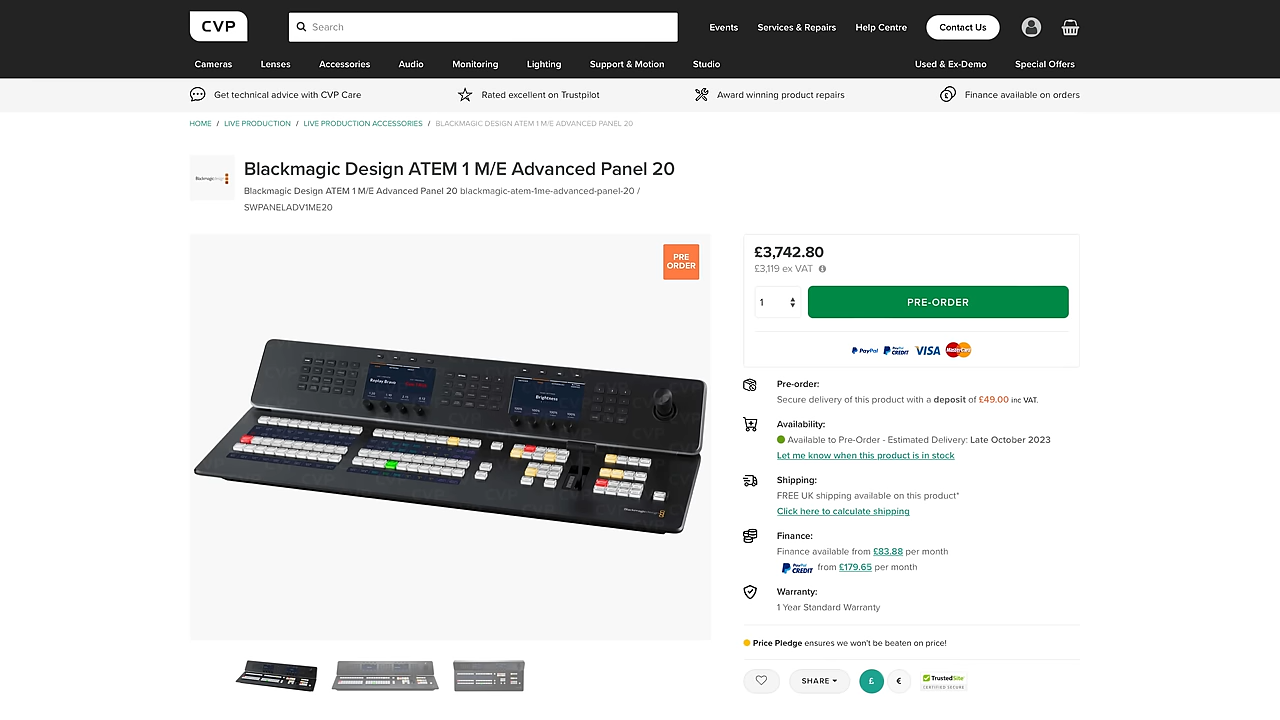 CVP
Search
Events
Services & Repairs
Help Centre
Contact Us
Cameras
Lenses
Accessories
Audio
Monitoring
Lighting
Support & Motion
Studio
Used & Ex-Demo
Special Offers
Get technical advice with CVP Care
Rated excellent on Trustpilot
Award winning product repairs
Finance available on orders
HOME / LIVE PRODUCTION / LIVE PRODUCTION ACCESSORIES / BLACKMAGIC DESIGN ATEM 1 M/E ADVANCED PANEL 20
Blackmagicdesign
Blackmagic Design ATEM 1 M/E Advanced Panel 20
Blackmagic Design ATEM 1 M/E Advanced Panel 20 blackmagic-atem-1me-advanced-panel-20 /
SWPANELADV1ME20
PRE
ORDER
Replay Bravo
Brightness
CVP
Blackmagicdesign
£3,742.80
£3,119 ex VAT
1
PRE-ORDER
PayPal
PayPal CREDIT
VISA
MasterCard
Pre-order:
Secure delivery of this product with a deposit of £49.00 inc VAT.
Availability:
Available to Pre-Order - Estimated Delivery: Late October 2023
Let me know when this product is in stock
Shipping:
FREE UK shipping available on this product*
Click here to calculate shipping
Finance:
Finance available from £83.88 per month
PayPal CREDIT from £179.65 per month
Warranty:
1 Year Standard Warranty
Price Pledge ensures we won't be beaten on price!
SHARE
£
€
TrustedSite
CERTIFIED SECURE